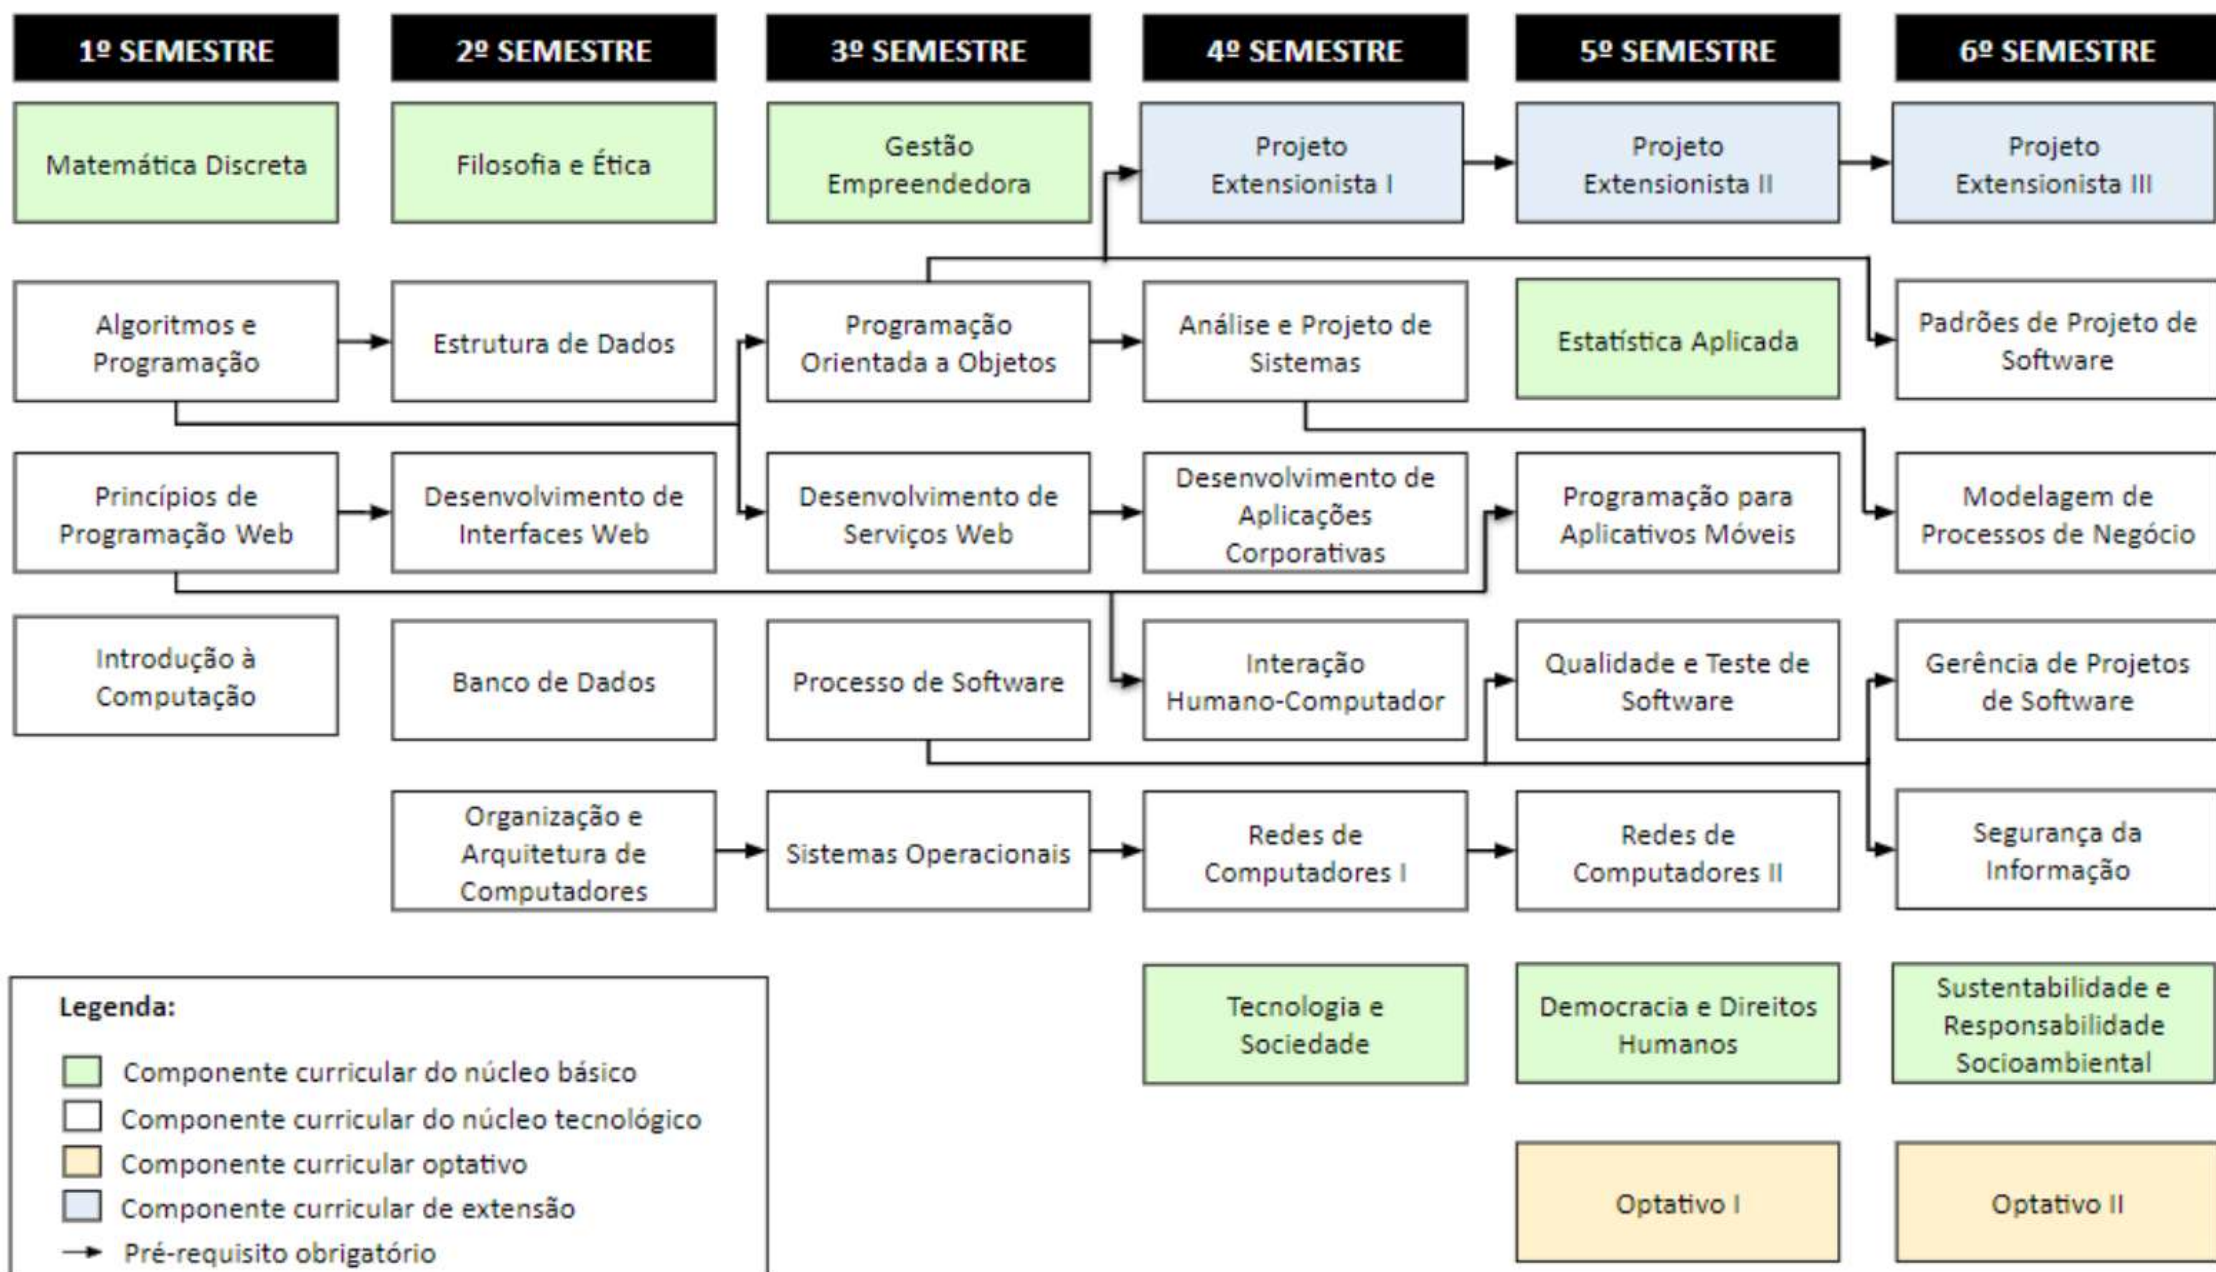 1º SEMESTRE
2º SEMESTRE
3º SEMESTRE
4º SEMESTRE
5º SEMESTRE
6º SEMESTRE
Matemática Discreta
Filosofia e Ética
Gestão
Empreendedora
Projeto
Extensionista I
Projeto
Extensionista II
Projeto
Extensionista III
Algoritmos e
Programação
Estrutura de Dados
Programação
Orientada a Objetos
Análise e Projeto de
Sistemas
Estatística Aplicada
Padrões de Projeto de
Software
Princípios de
Programação Web
Desenvolvimento de
Interfaces Web
Desenvolvimento de
Serviços Web
Desenvolvimento de
Aplicações
Corporativas
Programação para
Aplicativos Móveis
Modelagem de
Processos de Negócio
Introdução à
Computação
Banco de Dados
Processo de Software
Interação
Humano-Computador
Qualidade e Teste de
Software
Gerência de Projetos
de Software
Organização e
Arquitetura de
Computadores
Sistemas Operacionais
Redes de
Computadores I
Redes de
Computadores II
Segurança da
Informação
Tecnologia e
Sociedade
Democracia e Direitos
Humanos
Sustentabilidade e
Responsabilidade
Socioambiental
Optativo I
Optativo II
Legenda:
Componente curricular do núcleo básico
Componente curricular do núcleo tecnológico
Componente curricular optativo
Componente curricular de extensão
Pré-requisito obrigatório